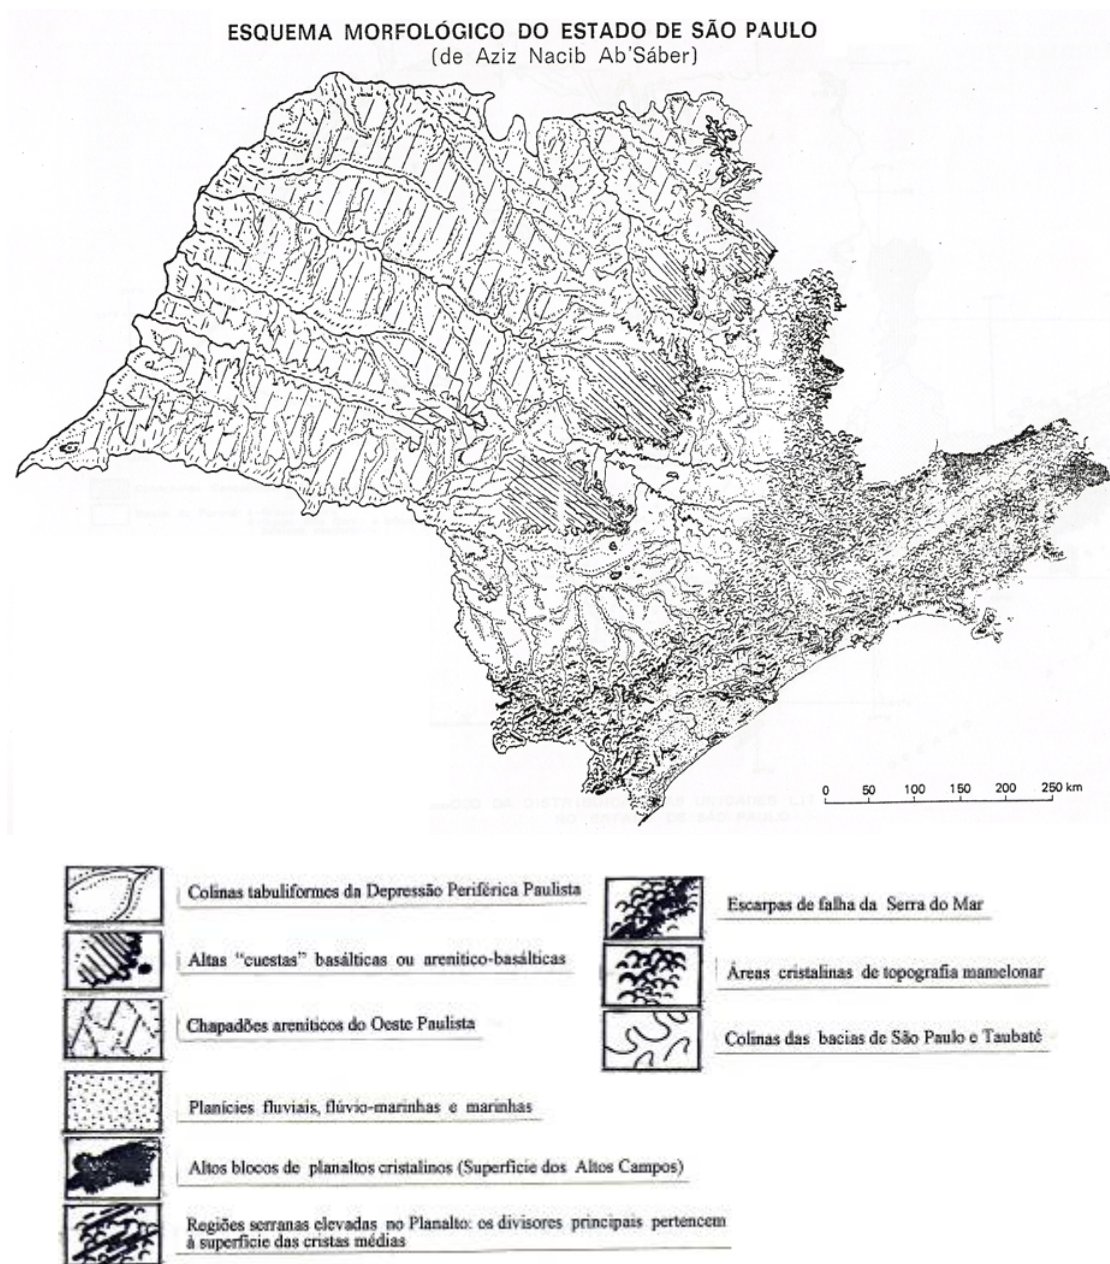 ESQUEMA MORFOLÓGICO DO ESTADO DE SÃO PAULO
(de Aziz Nacib Ab'Sáber)
0 50 100 150 200 250 km
Colinas tabuliformes da Depressão Periférica Paulista
Altas "cuestas" basálticas ou arenítico-basálticas
Chapadões areníticos do Oeste Paulista
Planícies fluviais, flúvio-marinhas e marinhas
Altos blocos de planaltos cristalinos (Superfície dos Altos Campos)
Regiões serranas elevadas no Planalto: os divisores principais pertencem
à superfície das cristas médias
Escarpas de falha da Serra do Mar
Áreas cristalinas de topografia mamelonar
Colinas das bacias de São Paulo e Taubaté